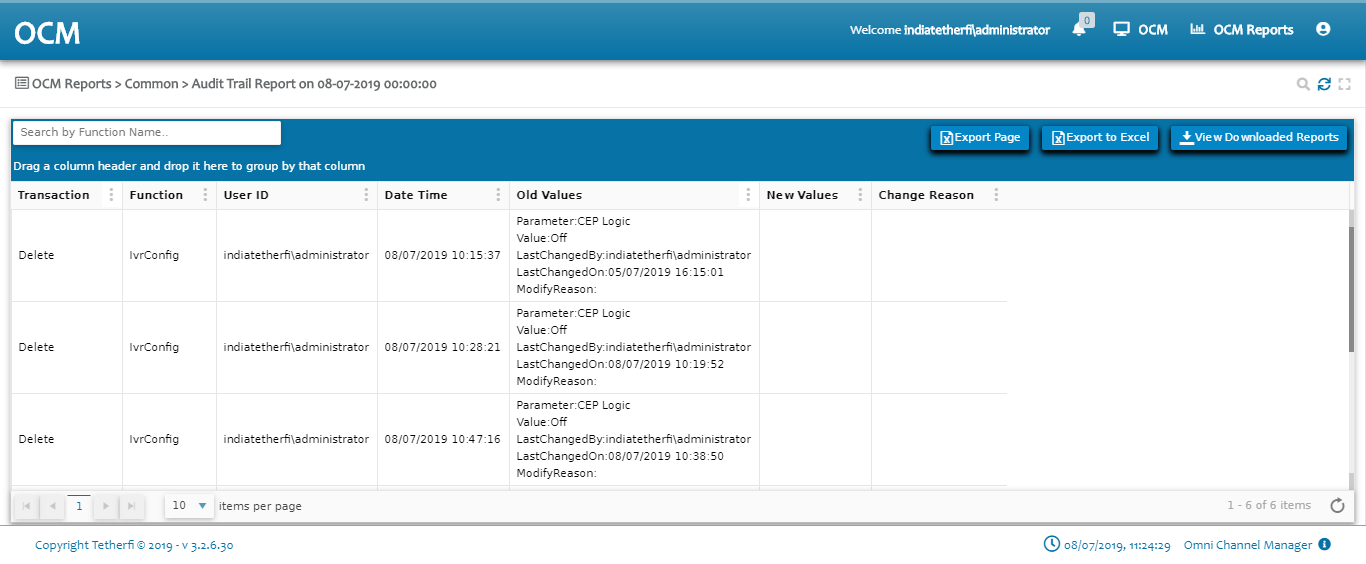 OCM
Welcome indiatetherfi\administrator
0
OCM
OCM Reports
OCM Reports > Common > Audit Trail Report on 08-07-2019 00:00:00
Search by Function Name..
Export Page
Export to Excel
View Downloaded Reports
Drag a column header and drop it here to group by that column
Transaction Function User ID Date Time Old Values New Values Change Reason
Parameter:CEP Logic
Value:Off
Delete IvrConfig indiatetherfi\administrator 08/07/2019 10:15:37 LastChangedBy:indiatetherfi\administrator
LastChangedOn:05/07/2019 16:15:01
ModifyReason:
Parameter:CEP Logic
Value:Off
Delete IvrConfig indiatetherfi\administrator 08/07/2019 10:28:21 LastChangedBy:indiatetherfi\administrator
LastChangedOn:08/07/2019 10:19:52
ModifyReason:
Parameter:CEP Logic
Value:Off
Delete IvrConfig indiatetherfi\administrator 08/07/2019 10:47:16 LastChangedBy:indiatetherfi\administrator
LastChangedOn:08/07/2019 10:38:50
ModifyReason:
1
10 items per page
1 - 6 of 6 items
Copyright Tetherfi © 2019 - v 3.2.6.30
08/07/2019, 11:24:29 Omni Channel Manager